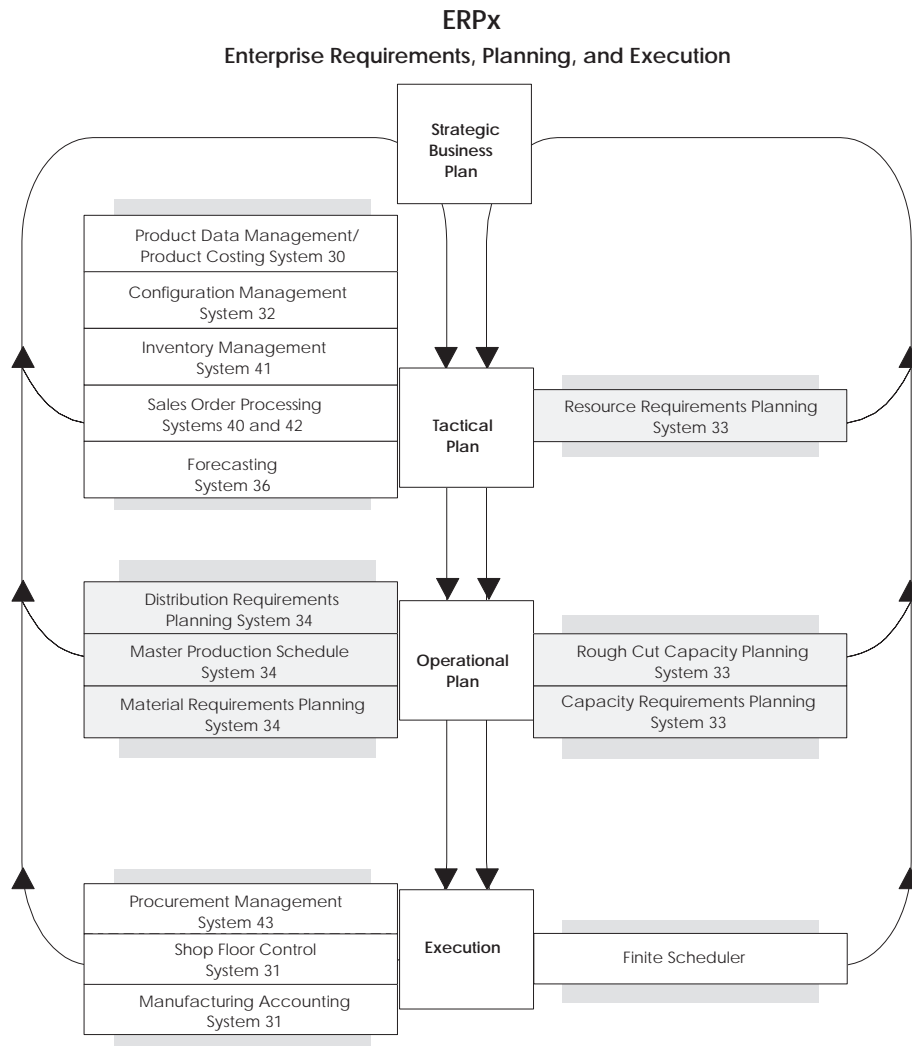 ERPx
Enterprise Requirements, Planning, and Execution
Strategic
Business
Plan
Product Data Management/
Product Costing System 30
Configuration Management
System 32
Inventory Management
System 41
Sales Order Processing
Systems 40 and 42
Forecasting
System 36
Tactical
Plan
Resource Requirements Planning
System 33
Distribution Requirements
Planning System 34
Master Production Schedule
System 34
Material Requirements Planning
System 34
Operational
Plan
Rough Cut Capacity Planning
System 33
Capacity Requirements Planning
System 33
Procurement Management
System 43
Shop Floor Control
System 31
Manufacturing Accounting
System 31
Execution
Finite Scheduler